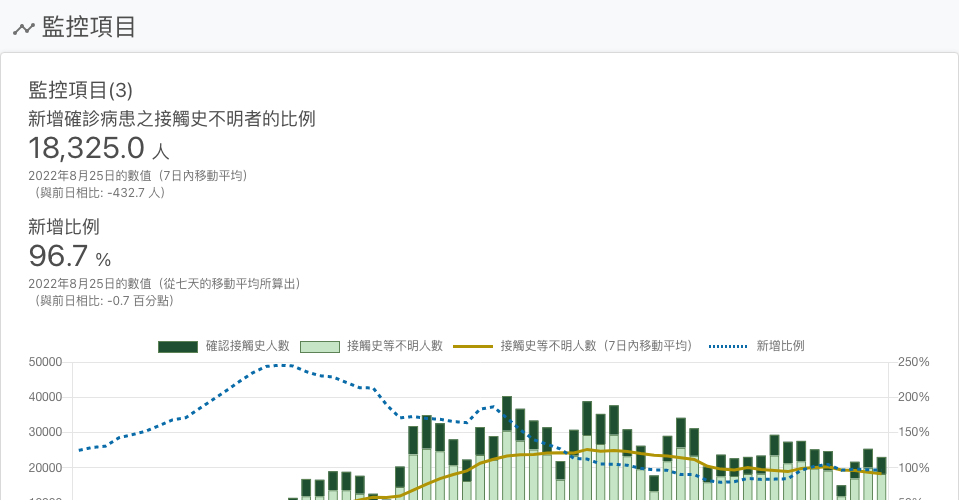 監控項目
監控項目(3)
新增確診病患之接觸史不明者的比例
18,325.0 人
2022年8月25日的數值（7日內移動平均）
（與前日相比: -432.7 人）
新增比例
96.7 %
2022年8月25日的數值（從七天的移動平均所算出）
（與前日相比: -0.7 百分點）
確認接觸史人數 接觸史等不明人數 接觸史等不明人數（7日內移動平均） 新增比例
50000 250%
40000 200%
30000 150%
20000 100%